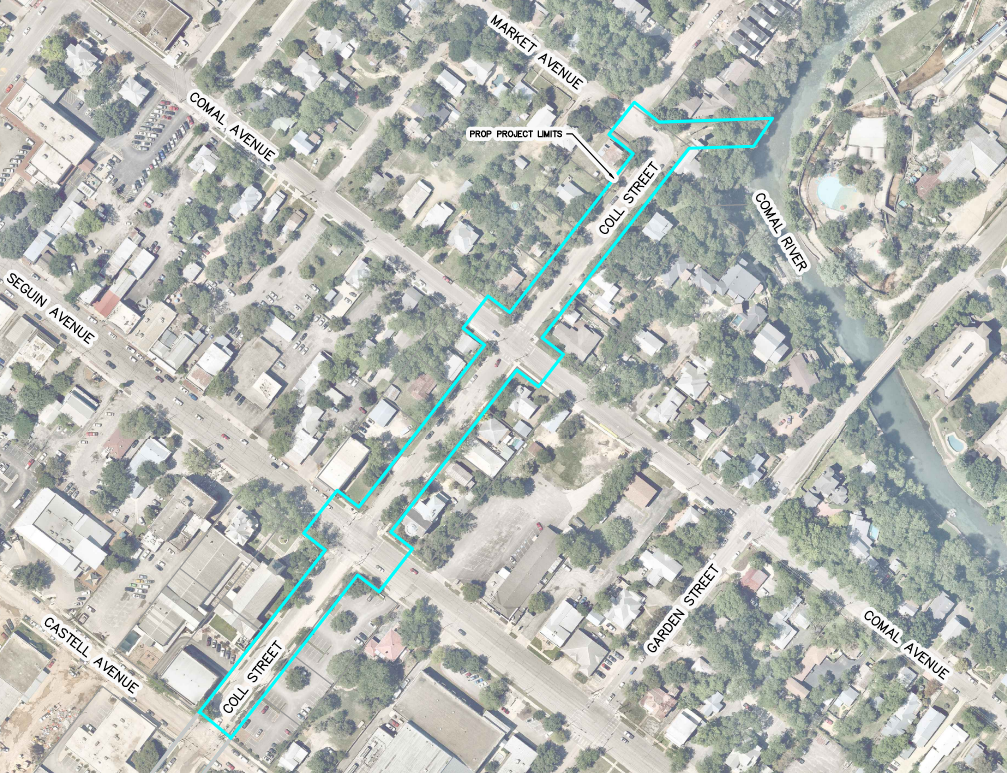 MARKET AVENUE
COMAL AVENUE
PROP PROJECT LIMITS
COLL STREET
COMAL RIVER
SEGUIN AVENUE
GARDEN STREET
COMAL AVENUE
CASTELL AVENUE
COLL STREET